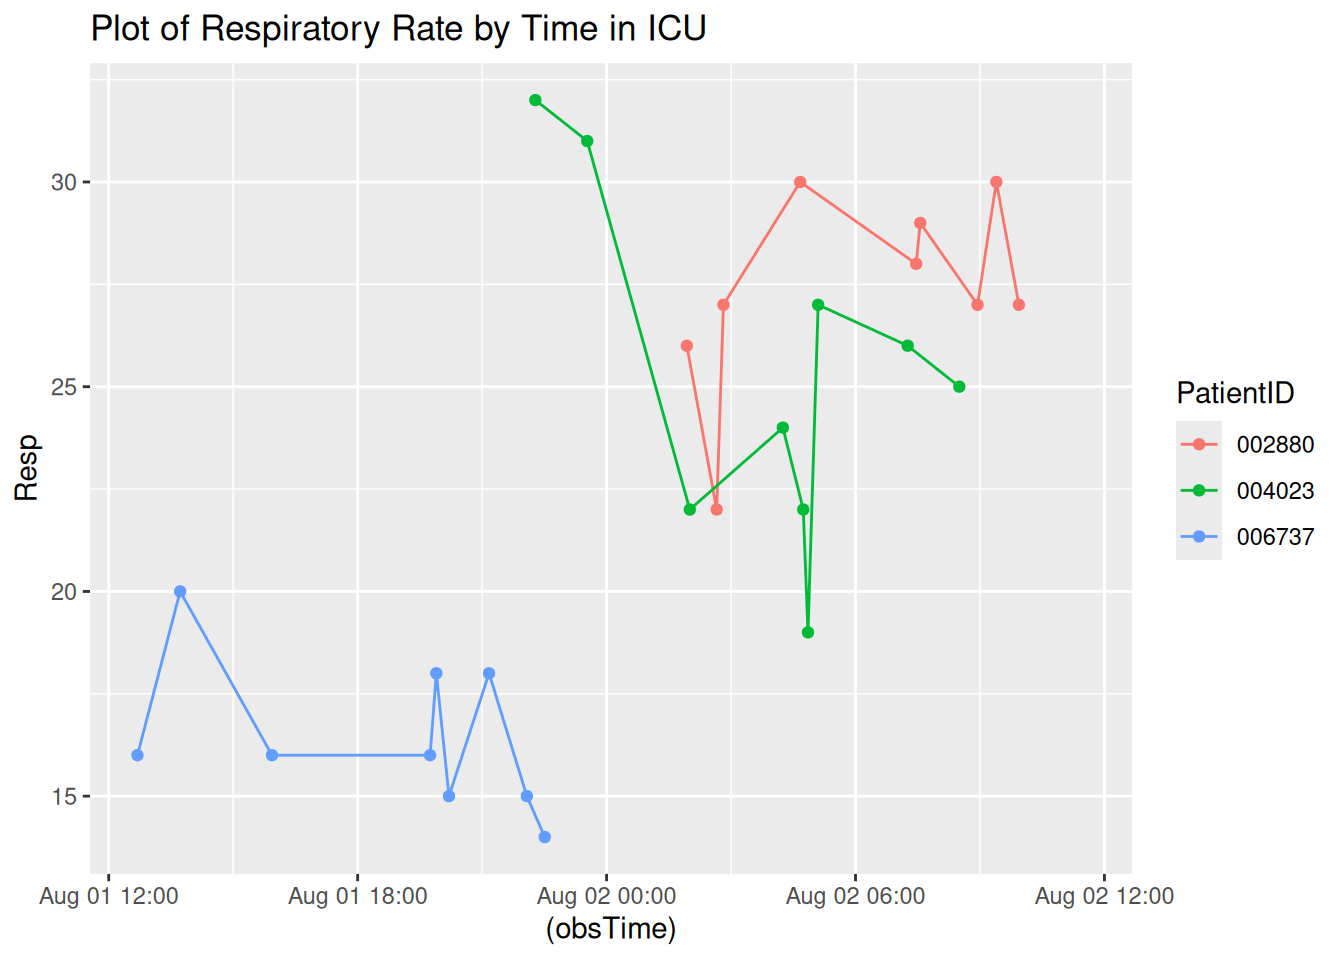 Plot of Respiratory Rate by Time in ICU
30
25
20
15
Resp
Aug 01 12:00
Aug 01 18:00
Aug 02 00:00
Aug 02 06:00
Aug 02 12:00
(obsTime)
PatientID
002880
004023
006737